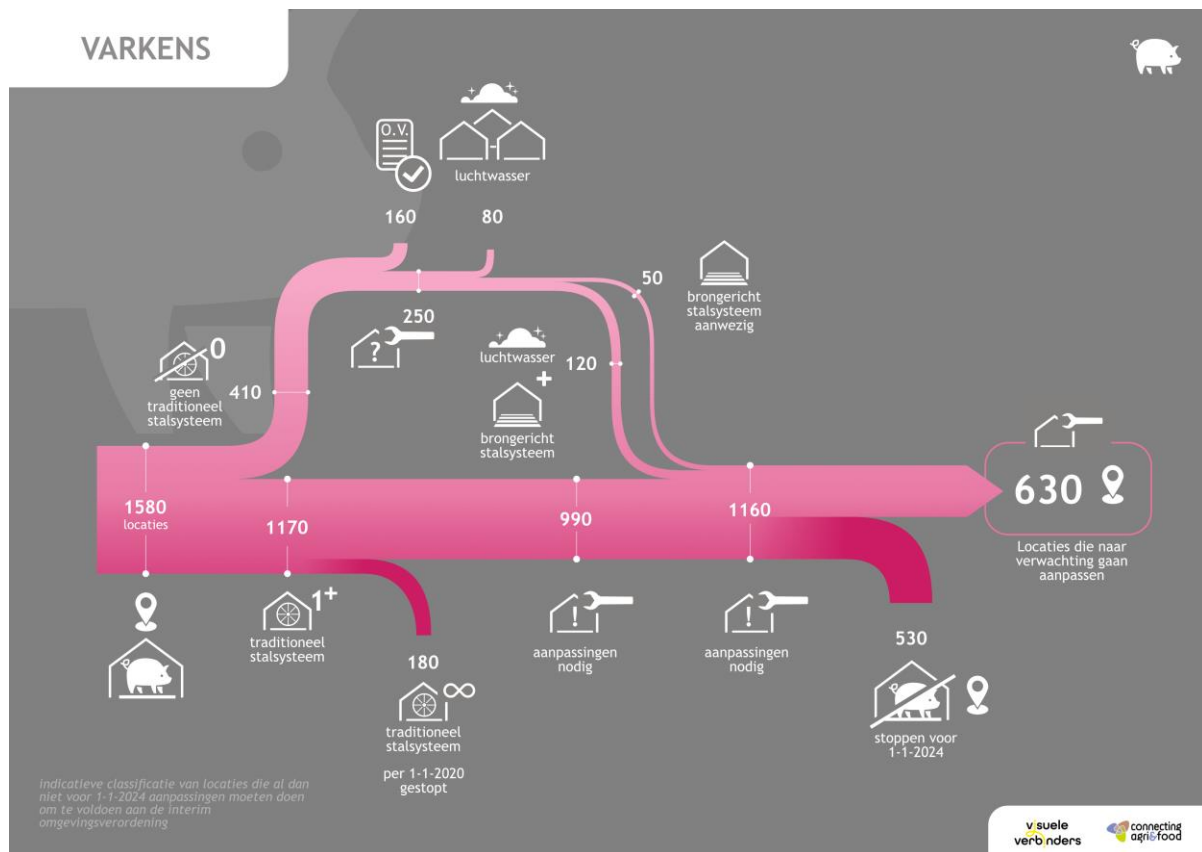 VARKENS
O.V.
luchtwasser
160
80
50
brongericht
stalsysteem
aanwezig
250
?
luchtwasser
+
120
brongericht
stalsysteem
0
geen
traditioneel
stalsysteem
410
1580
locaties
1170
990
1160
630
Locaties die naar
verwachting gaan
aanpassen
1+
traditioneel
stalsysteem
180
∞
traditioneel
stalsysteem
per 1-1-2020
gestopt
!
aanpassingen
nodig
!
aanpassingen
nodig
530
stoppen voor
1-1-2024
indicatieve classificatie van locaties die al dan
niet voor 1-1-2024 aanpassingen moeten doen
om te voldoen aan de interim
omgevingsverordening
visuele
verbinders
connecting
agri&food